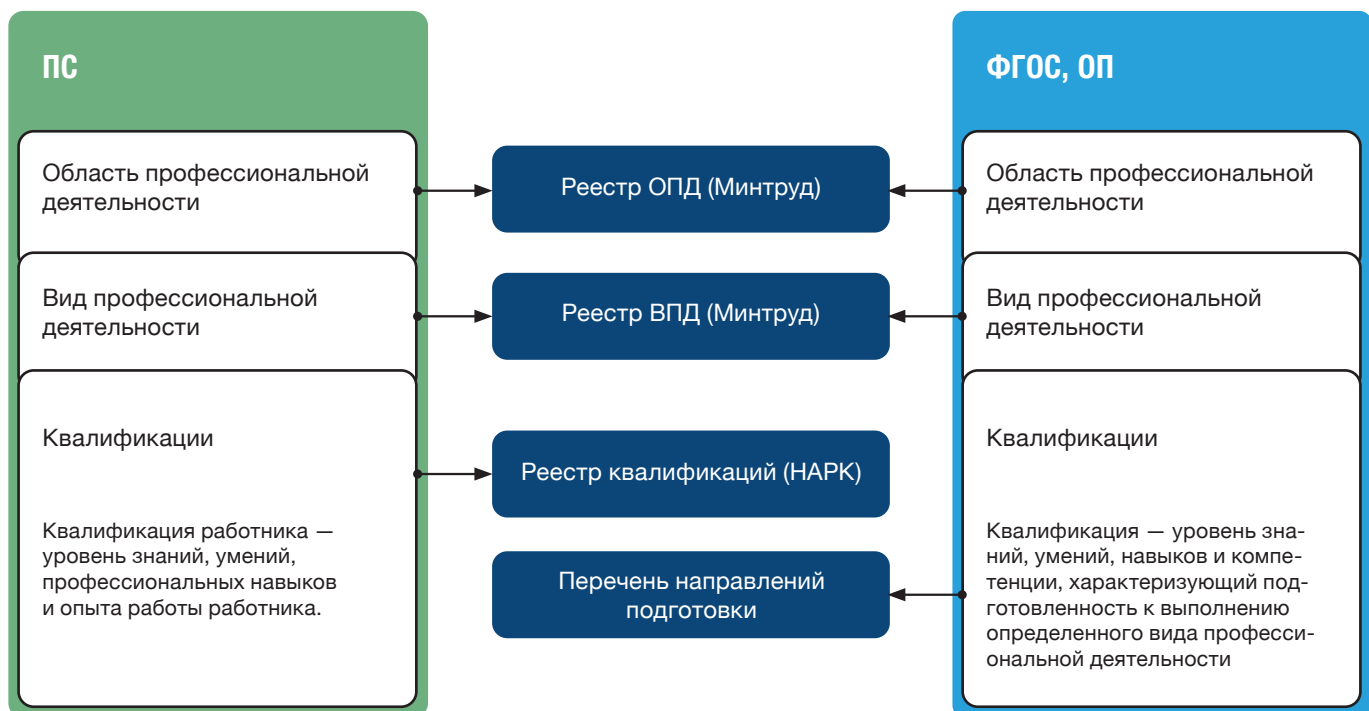 ПС
Область профессиональной
деятельности
Вид профессиональной
деятельности
Квалификации
Квалификация работника —
уровень знаний, умений,
профессиональных навыков
и опыта работы работника.
Реестр ОПД (Минтруд)
Реестр ВПД (Минтруд)
Реестр квалификаций (НАРК)
Перечень направлений
подготовки
ФГОС, ОП
Область профессиональной
деятельности
Вид профессиональной
деятельности
Квалификации
Квалификация — уровень зна-
ний, умений, навыков и компе-
тенции, характеризующий под-
готовленность к выполнению
определенного вида професси-
ональной деятельности